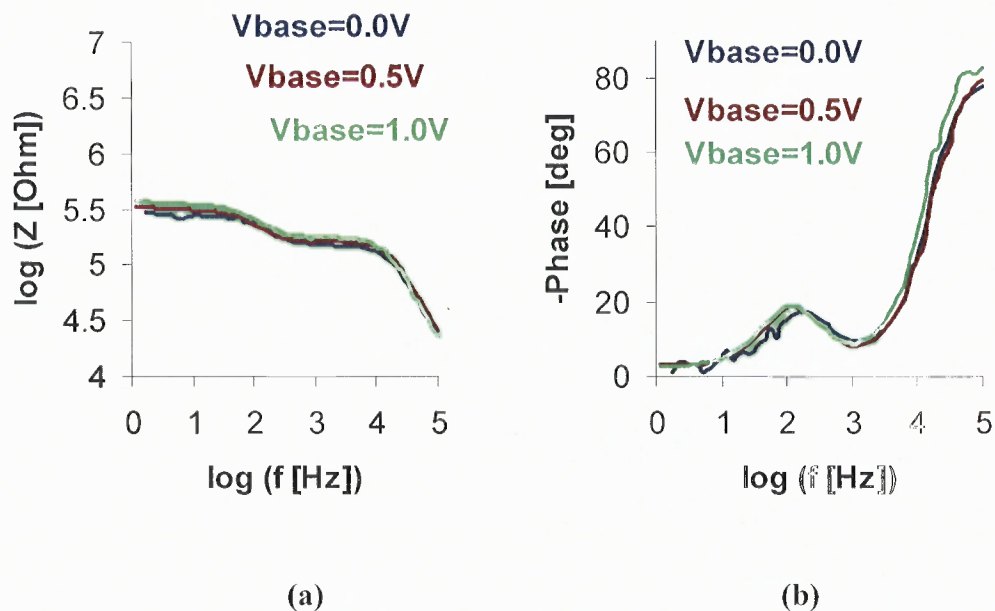 Vbase=0.0V
Vbase=0.5V
Vbase=1.0V
log (Z [Ohm])
7
6.5
6
5.5
5
4.5
4
0 1 2 3 4 5
log (f [Hz])
(a)
Vbase=0.0V
Vbase=0.5V
Vbase=1.0V
-Phase [deg]
80
60
40
20
0
0 1 2 3 4 5
log (f [Hz])
(b)